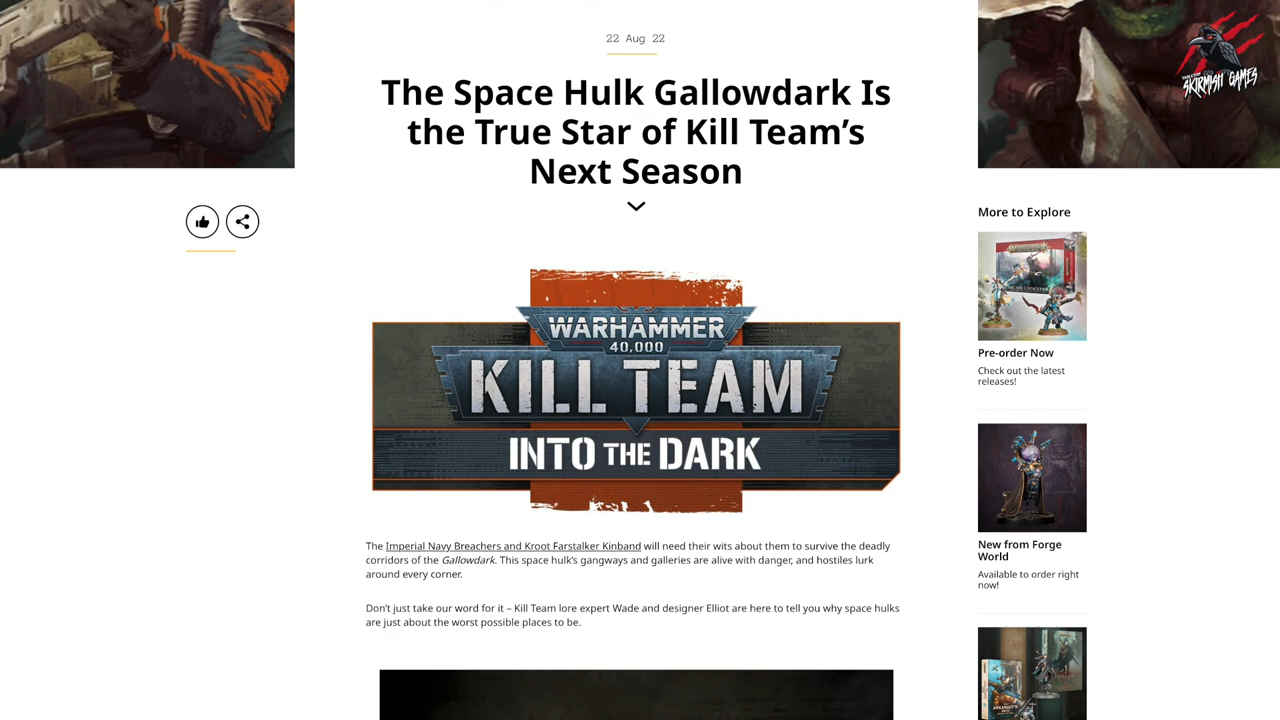 22 Aug 22
The Space Hulk Gallowdark Is
the True Star of Kill Team's
Next Season
WARHAMMER
40,000
KILL TEAM
INTO THE DARK
The Imperial Navy Breachers and Kroot Farstalker Kinband will need their wits about them to survive the deadly
corridors of the Gallowdark. This space hulk's gangways and galleries are alive with danger, and hostiles lurk
around every corner.
Don't just take our word for it – Kill Team lore expert Wade and designer Elliot are here to tell you why space hulks
are just about the worst possible places to be.
More to Explore
Pre-order Now
Check out the latest
releases!
New from Forge
World
Available to order right
now!
TABLETOP
SKIRMISH GAMES